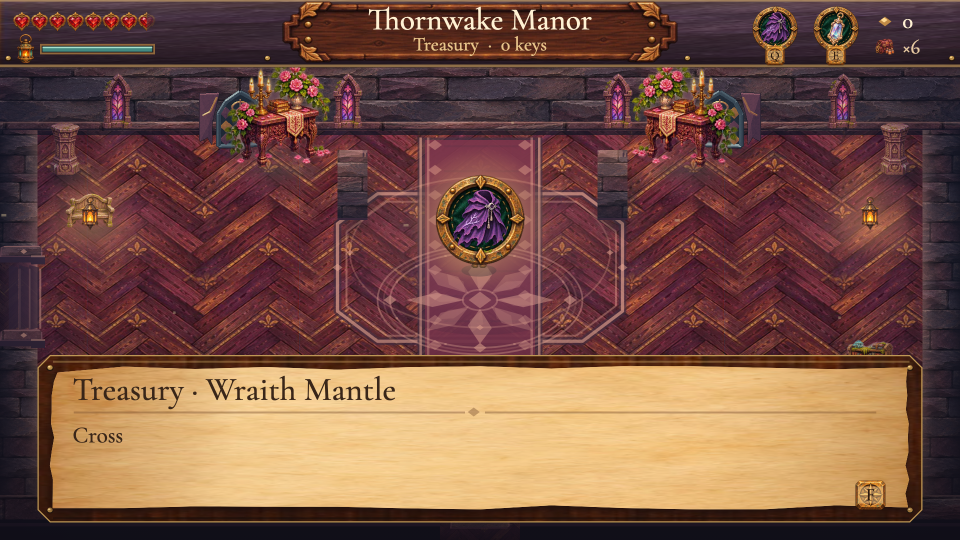 Thornwake Manor
Treasury · 0 keys
Q
E
0
×6
Treasury · Wraith Mantle
Cross
F